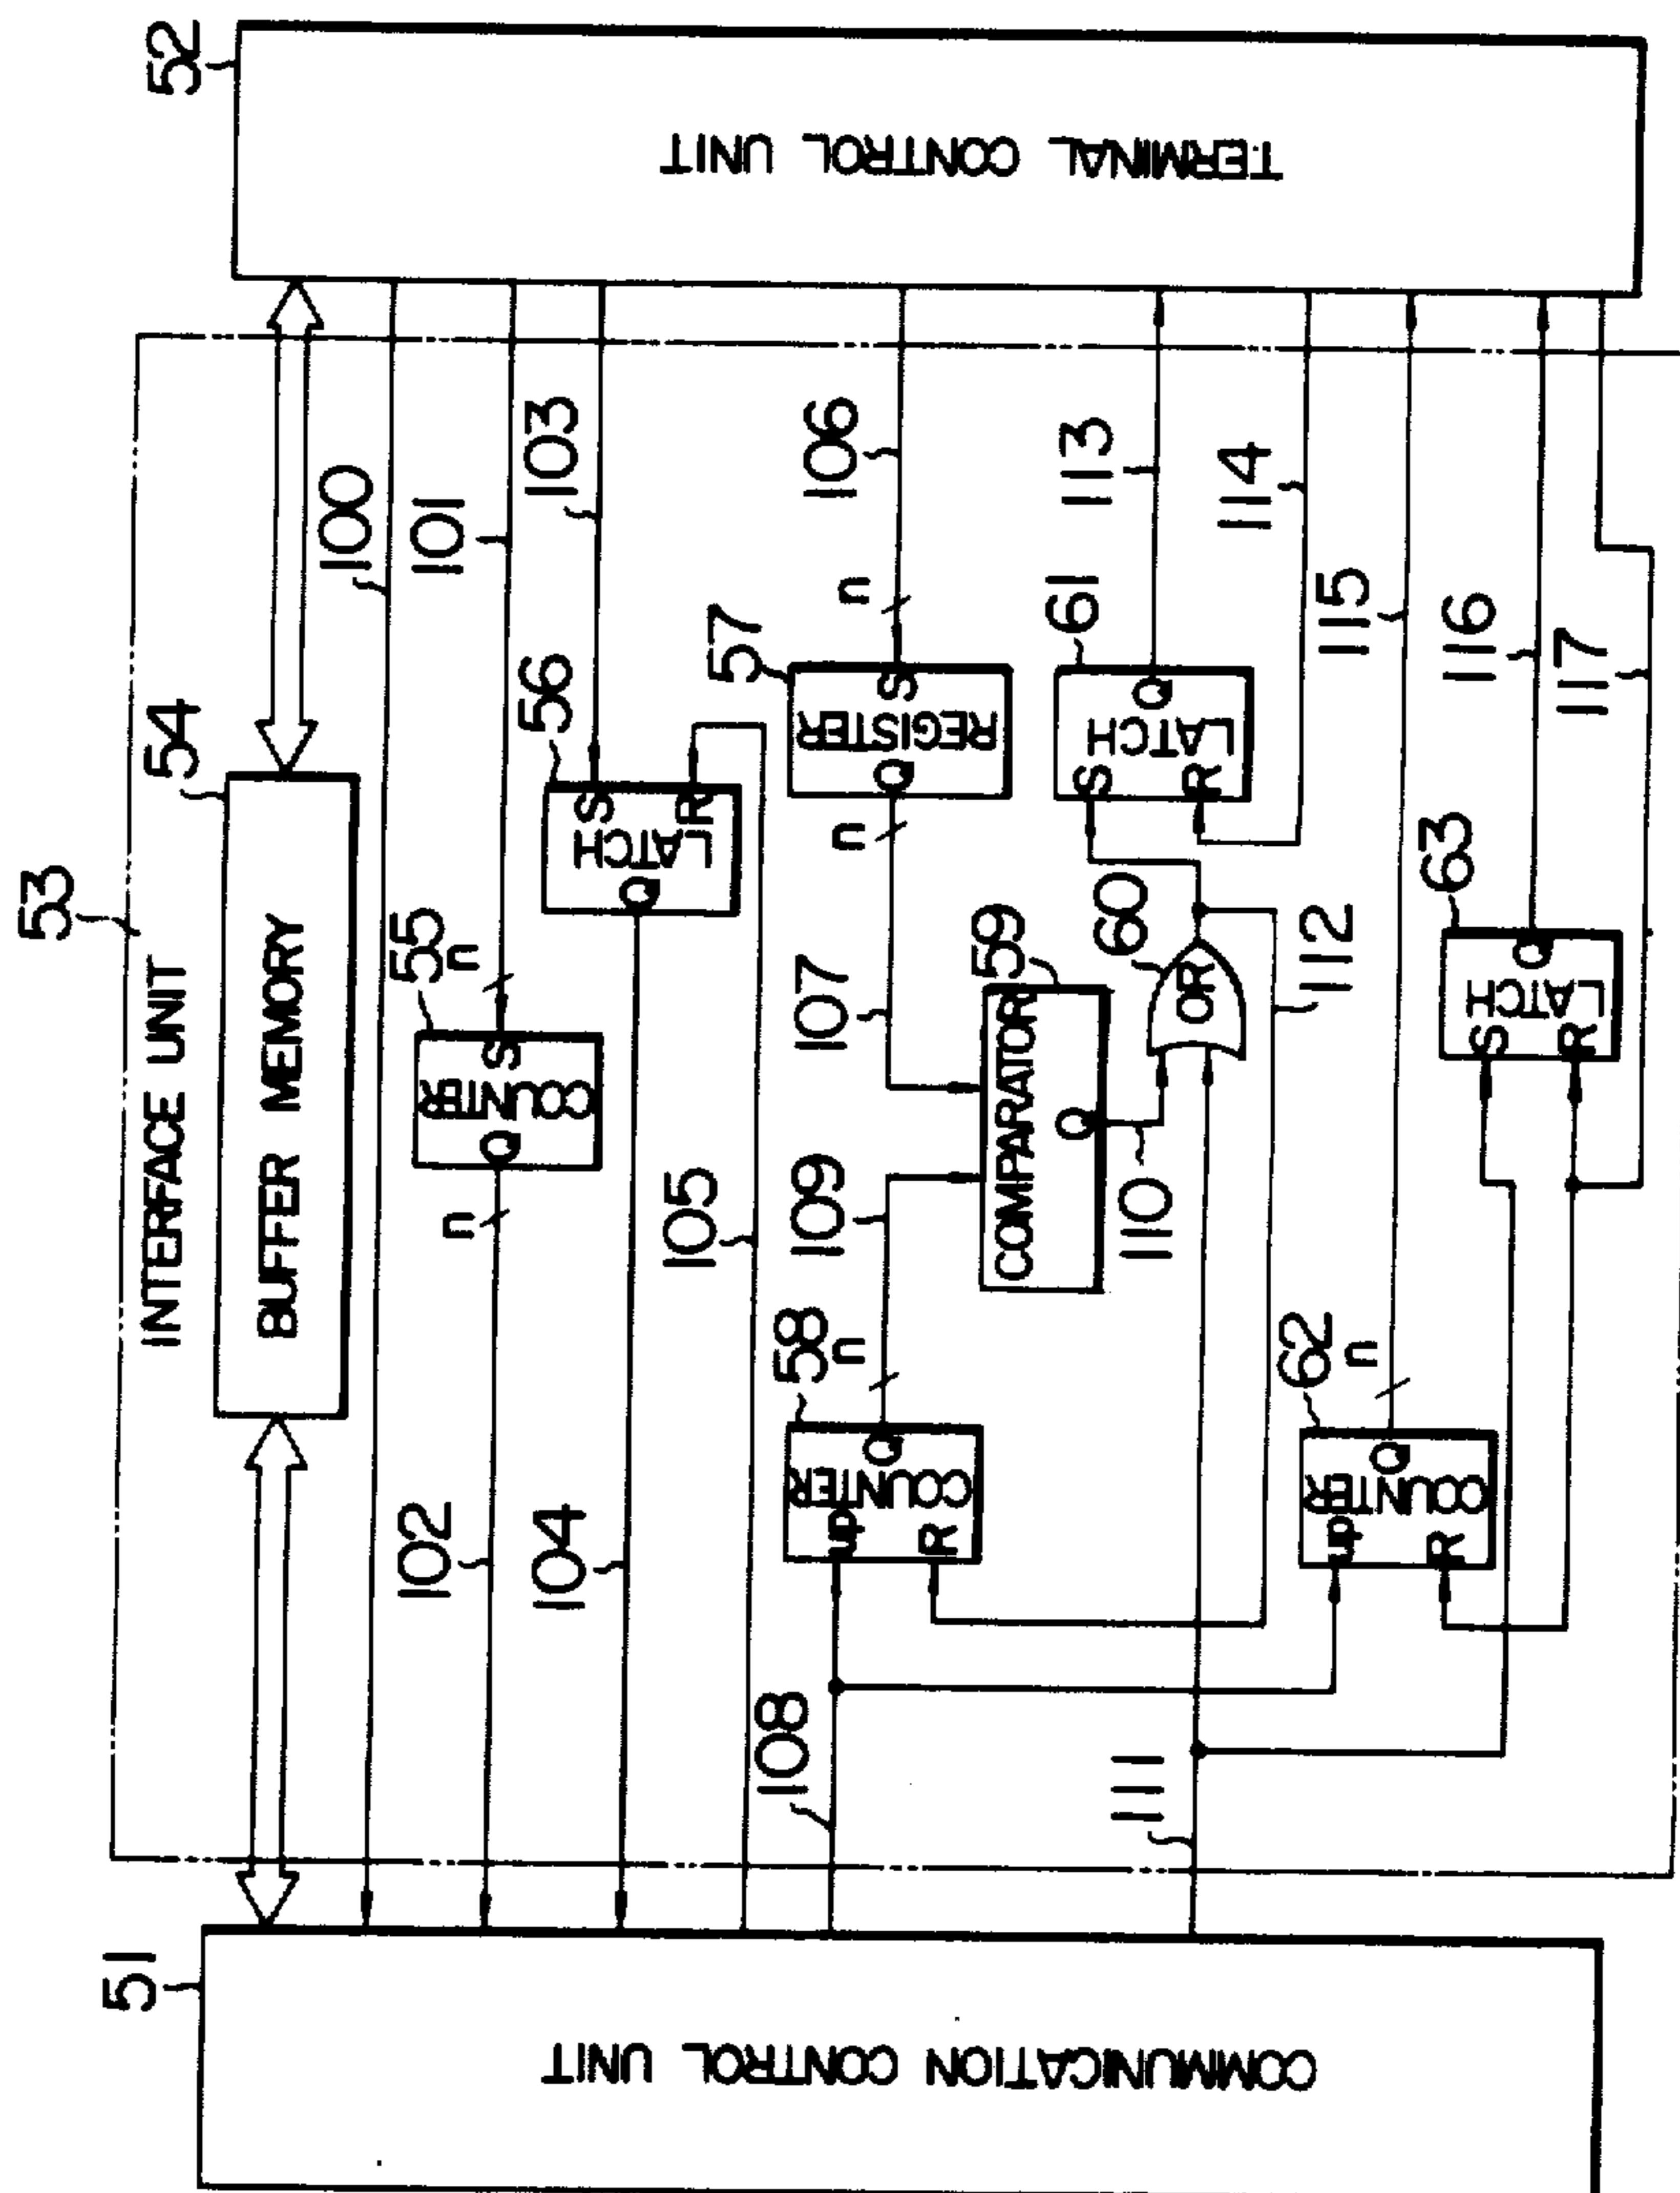 53
INTERFACE UNIT
51
COMMUNICATION CONTROL UNIT
52
TERMINAL CONTROL UNIT
54
BUFFER MEMORY
100
102
n
Q
COUNTER
S
55
n
101
104
Q
LATCH
S
R
56
103
105
108
up
R
COUNTER
Q
58
n
109
107
n
Q
REGISTER
S
57
n
106
COMPARATOR
Q
59
110
111
OR
60
112
S
R
LATCH
Q
61
113
114
up
R
COUNTER
Q
62
n
115
S
R
LATCH
Q
63
116
117